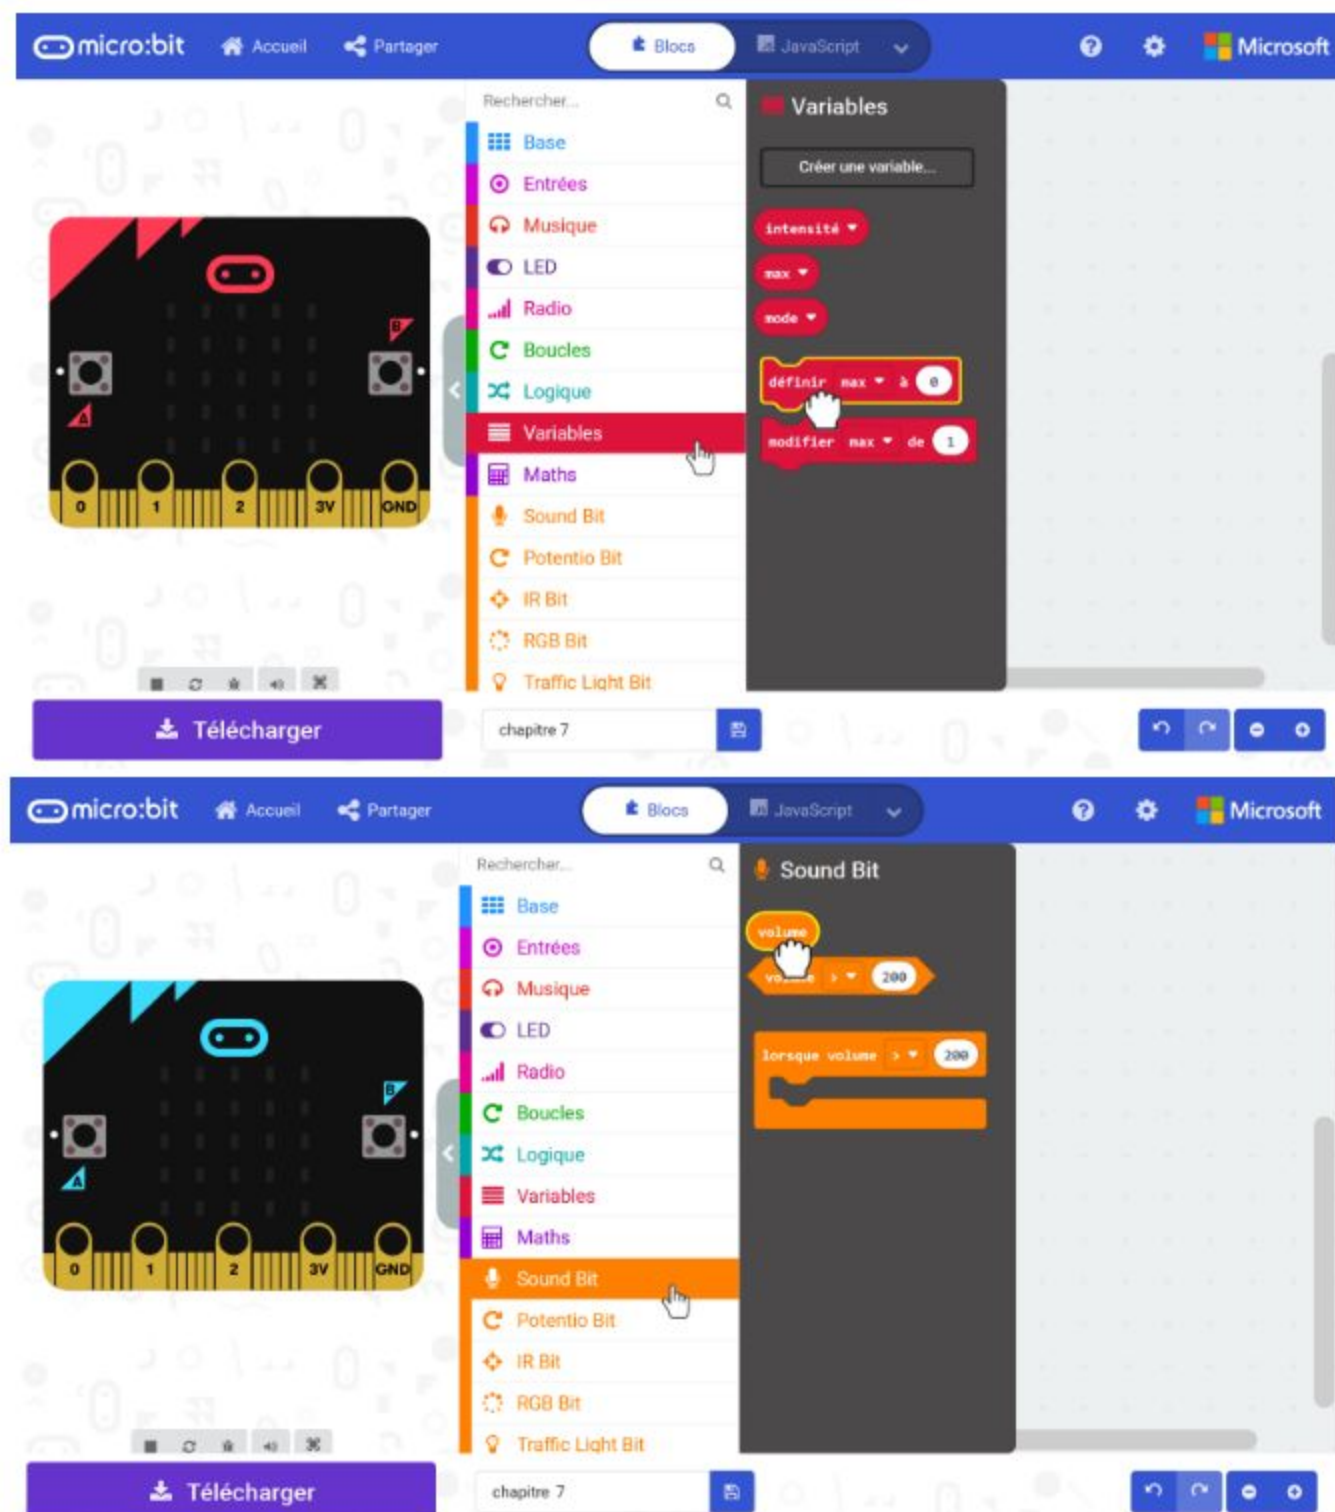 micro:bit Accueil Partager Blocs JavaScript Microsoft
Rechercher... Variables
Base
Créer une variable...
Entrées
Musique intensité
LED max
Radio mode
B
Boucles
définir max à 0
Logique
A
Variables modifier max de 1
Maths
0 1 2 3V GND
Sound Bit
Potentio Bit
IR Bit
RGB Bit
Traffic Light Bit
Télécharger chapitre 7
micro:bit Accueil Partager Blocs JavaScript Microsoft
Rechercher... Sound Bit
Base
volume
Entrées
volume > 200
Musique
LED
lorsque volume > 200
Radio
B
Boucles
Logique
A
Variables
Maths
0 1 2 3V GND
Sound Bit
Potentio Bit
IR Bit
RGB Bit
Traffic Light Bit
Télécharger chapitre 7